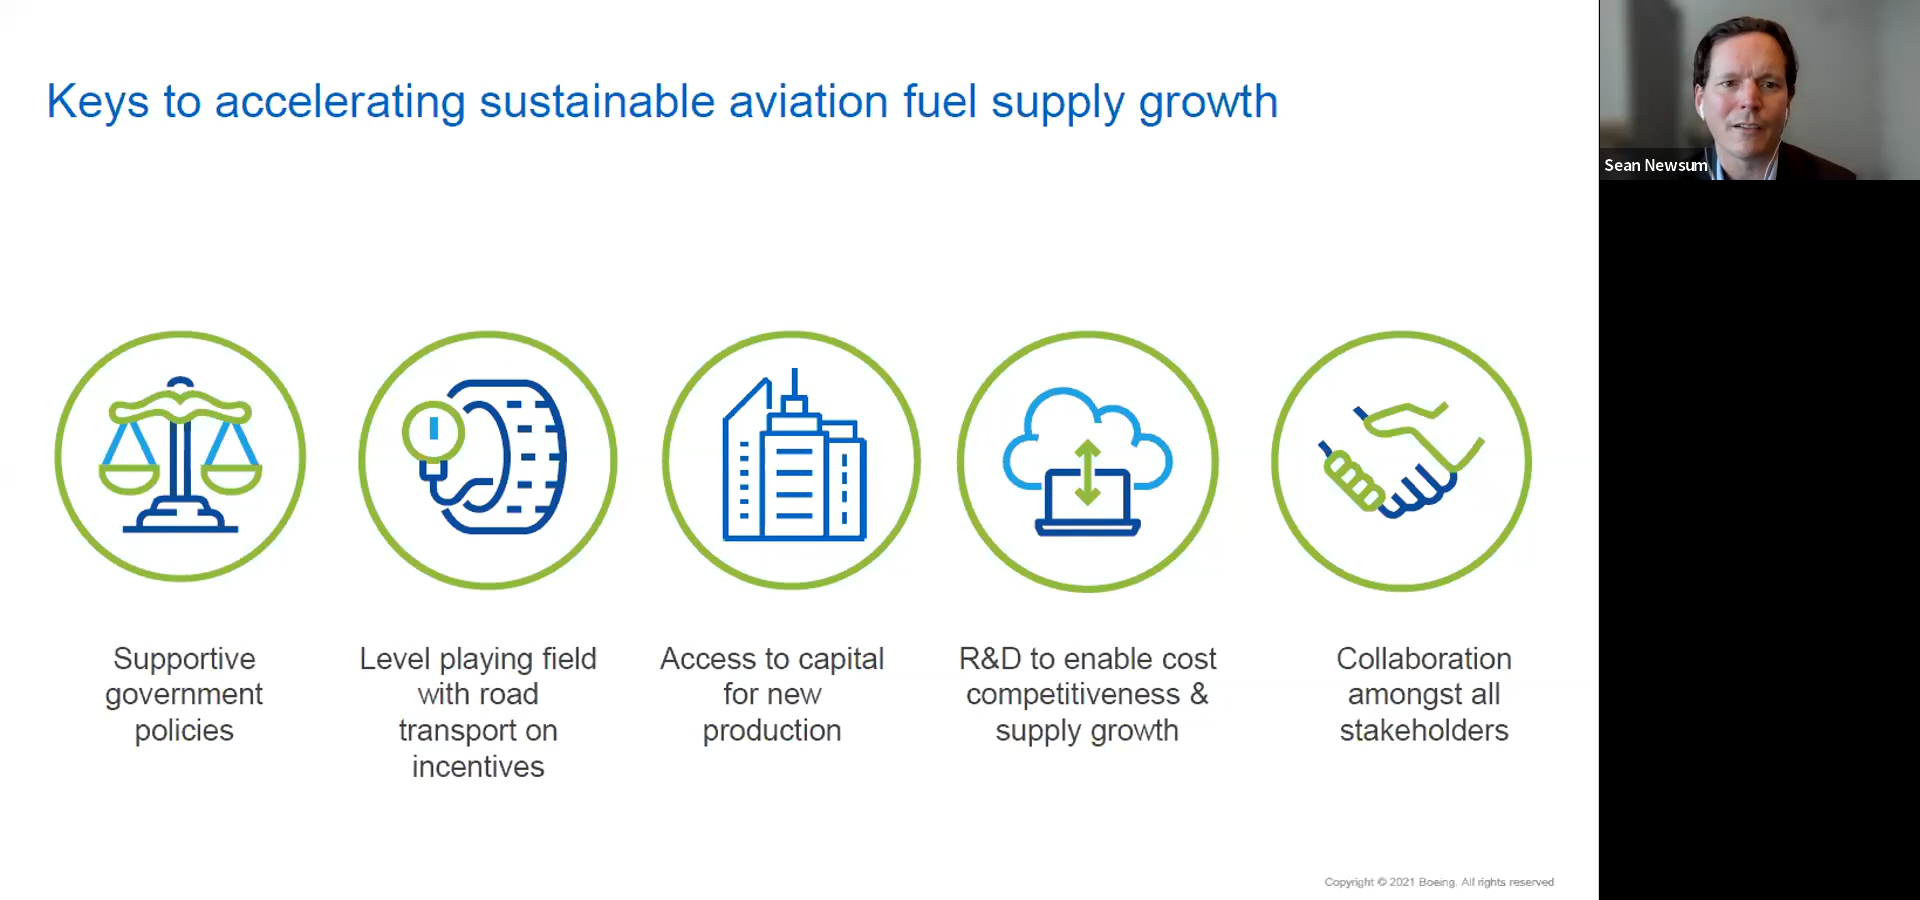 Keys to accelerating sustainable aviation fuel supply growth
Sean Newsum
Supportive
government
policies
Level playing field
with road
transport on
incentives
Access to capital
for new
production
R&D to enable cost
competitiveness &
supply growth
Collaboration
amongst all
stakeholders
Copyright © 2021 Boeing. All rights reserved